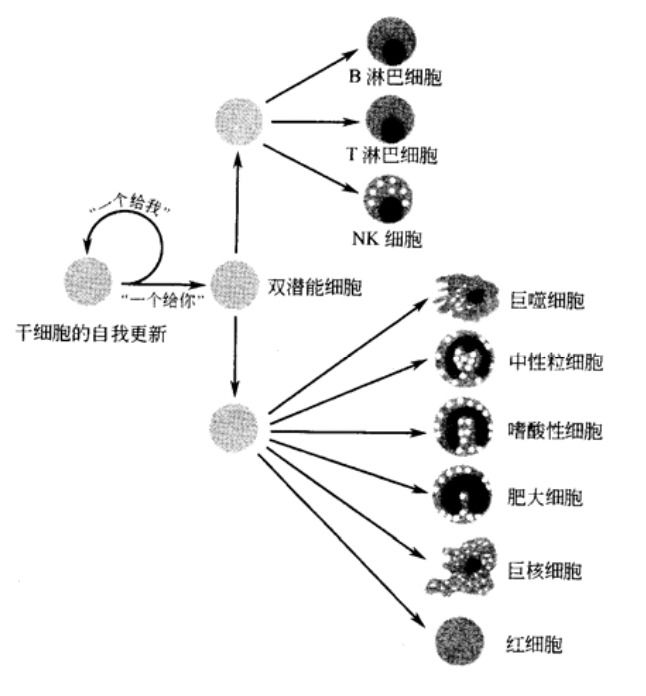 B 淋巴细胞
T 淋巴细胞
NK 细胞
“一个给我”
“一个给你”
双潜能细胞
干细胞的自我更新
巨噬细胞
中性粒细胞
嗜酸性细胞
肥大细胞
巨核细胞
红细胞